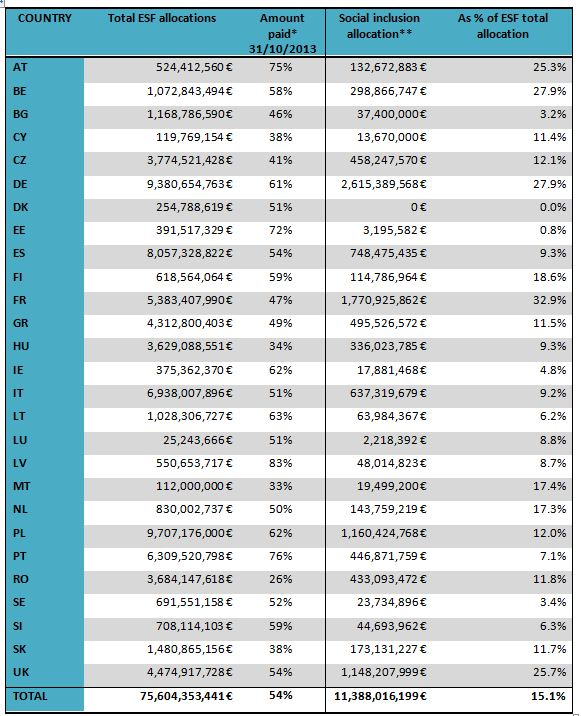 COUNTRY Total ESF allocations Amount Social inclusion As % of ESF total
paid* allocation** allocation
31/10/2013
AT 524,412,560 € 75% 132,672,883 € 25.3%
BE 1,072,843,494 € 58% 298,866,747 € 27.9%
BG 1,168,786,590 € 46% 37,400,000 € 3.2%
CY 119,769,154 € 38% 13,670,000 € 11.4%
CZ 3,774,521,428 € 41% 458,247,570 € 12.1%
DE 9,380,654,763 € 61% 2,615,389,568 € 27.9%
DK 254,788,619 € 51% 0 € 0.0%
EE 391,517,329 € 72% 3,195,582 € 0.8%
ES 8,057,328,822 € 54% 748,475,435 € 9.3%
FI 618,564,064 € 59% 114,786,964 € 18.6%
FR 5,383,407,990 € 47% 1,770,925,862 € 32.9%
GR 4,312,800,403 € 49% 495,526,572 € 11.5%
HU 3,629,088,551 € 34% 336,023,785 € 9.3%
IE 375,362,370 € 62% 17,881,468 € 4.8%
IT 6,938,007,896 € 51% 637,319,679 € 9.2%
LT 1,028,306,727 € 63% 63,984,367 € 6.2%
LU 25,243,666 € 51% 2,218,392 € 8.8%
LV 550,653,717 € 83% 48,014,823 € 8.7%
MT 112,000,000 € 33% 19,499,200 € 17.4%
NL 830,002,737 € 50% 143,759,219 € 17.3%
PL 9,707,176,000 € 62% 1,160,424,768 € 12.0%
PT 6,309,520,798 € 76% 446,871,759 € 7.1%
RO 3,684,147,618 € 26% 433,093,472 € 11.8%
SE 691,551,158 € 52% 23,734,896 € 3.4%
SI 708,114,103 € 59% 44,693,962 € 6.3%
SK 1,480,865,156 € 38% 173,131,227 € 11.7%
UK 4,474,917,728 € 54% 1,148,207,999 € 25.7%
TOTAL 75,604,353,441 € 54% 11,388,016,199 € 15.1%